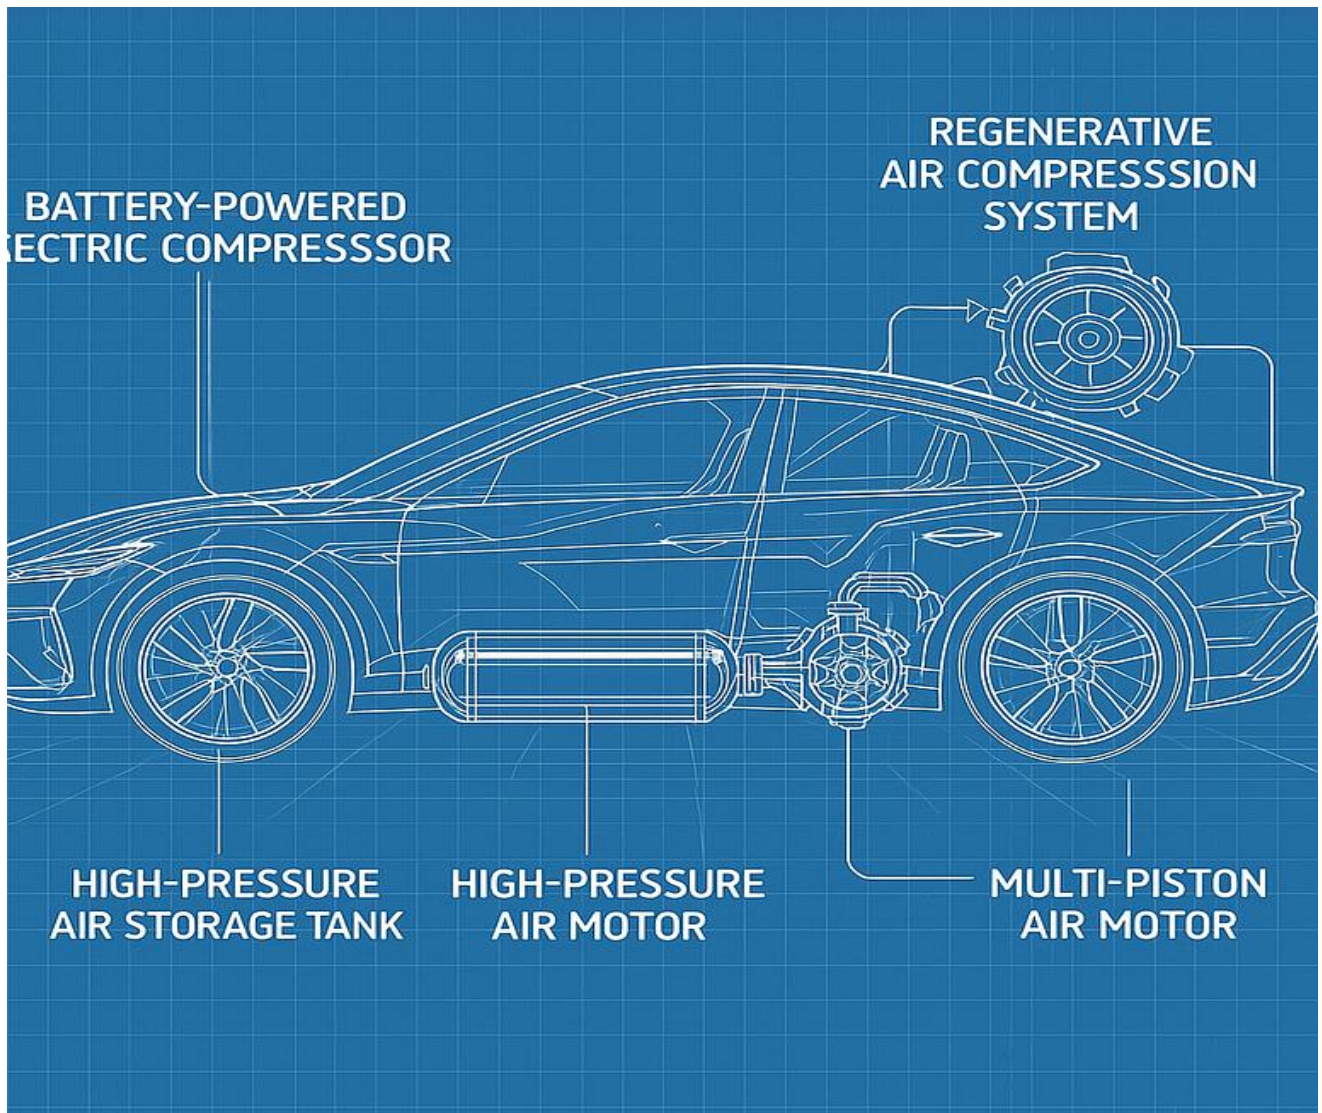 REGENERATIVE
AIR COMPRESSSION
SYSTEM
BATTERY-POWERED
ECTRIC COMPRESSSOR
HIGH-PRESSURE
AIR STORAGE TANK
HIGH-PRESSURE
AIR MOTOR
MULTI-PISTON
AIR MOTOR